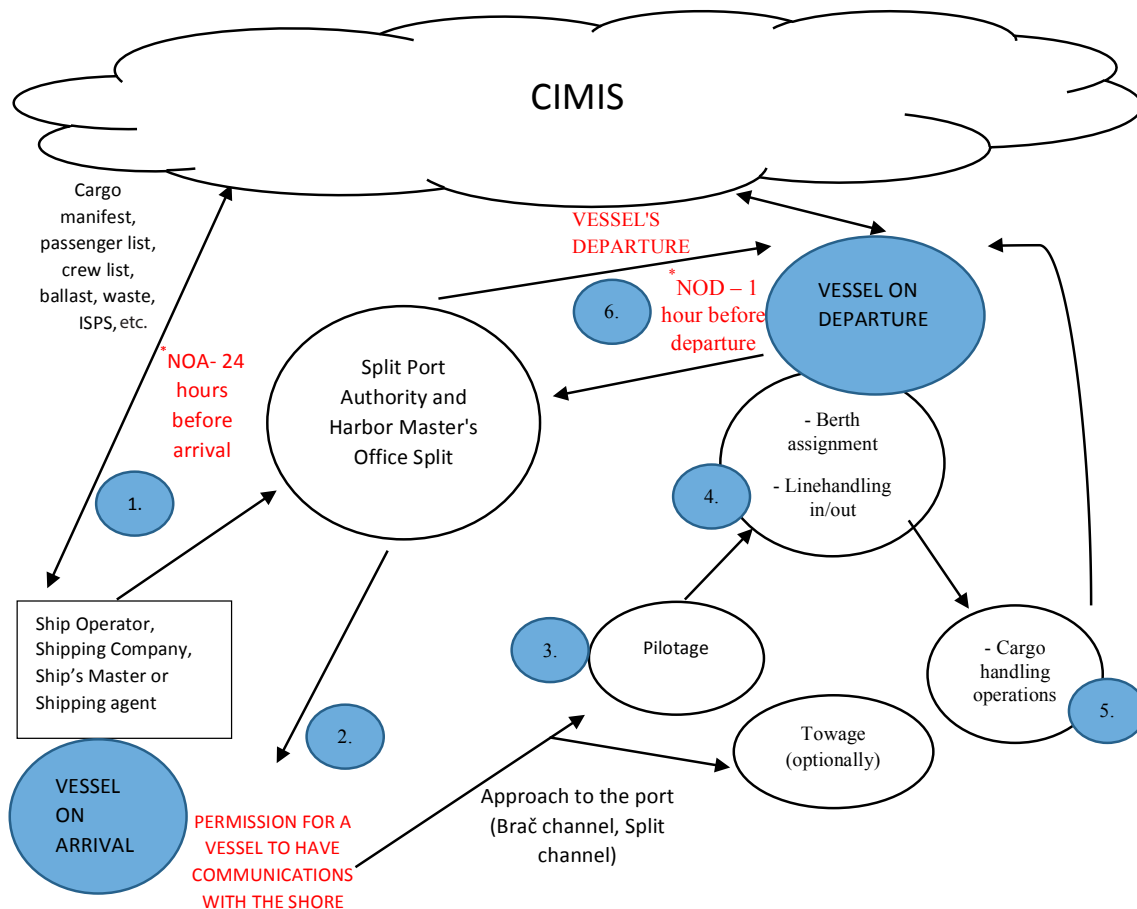 CIMIS
Cargo
manifest,
passenger list,
crew list,
ballast, waste,
ISPS, etc.
*NOA- 24
hours
before
arrival
1.
Ship Operator,
Shipping Company,
Ship’s Master or
Shipping agent
VESSEL
ON
ARRIVAL
Split Port
Authority and
Harbor Master's
Office Split
2.
PERMISSION FOR A
VESSEL TO HAVE
COMMUNICATIONS
WITH THE SHORE
Approach to the port
(Brač channel, Split
channel)
3.
Pilotage
Towage
(optionally)
4.
- Berth
assignment
- Linehandling
in/out
- Cargo
handling
operations
5.
VESSEL'S
DEPARTURE
6.
*NOD – 1
hour before
departure
VESSEL ON
DEPARTURE